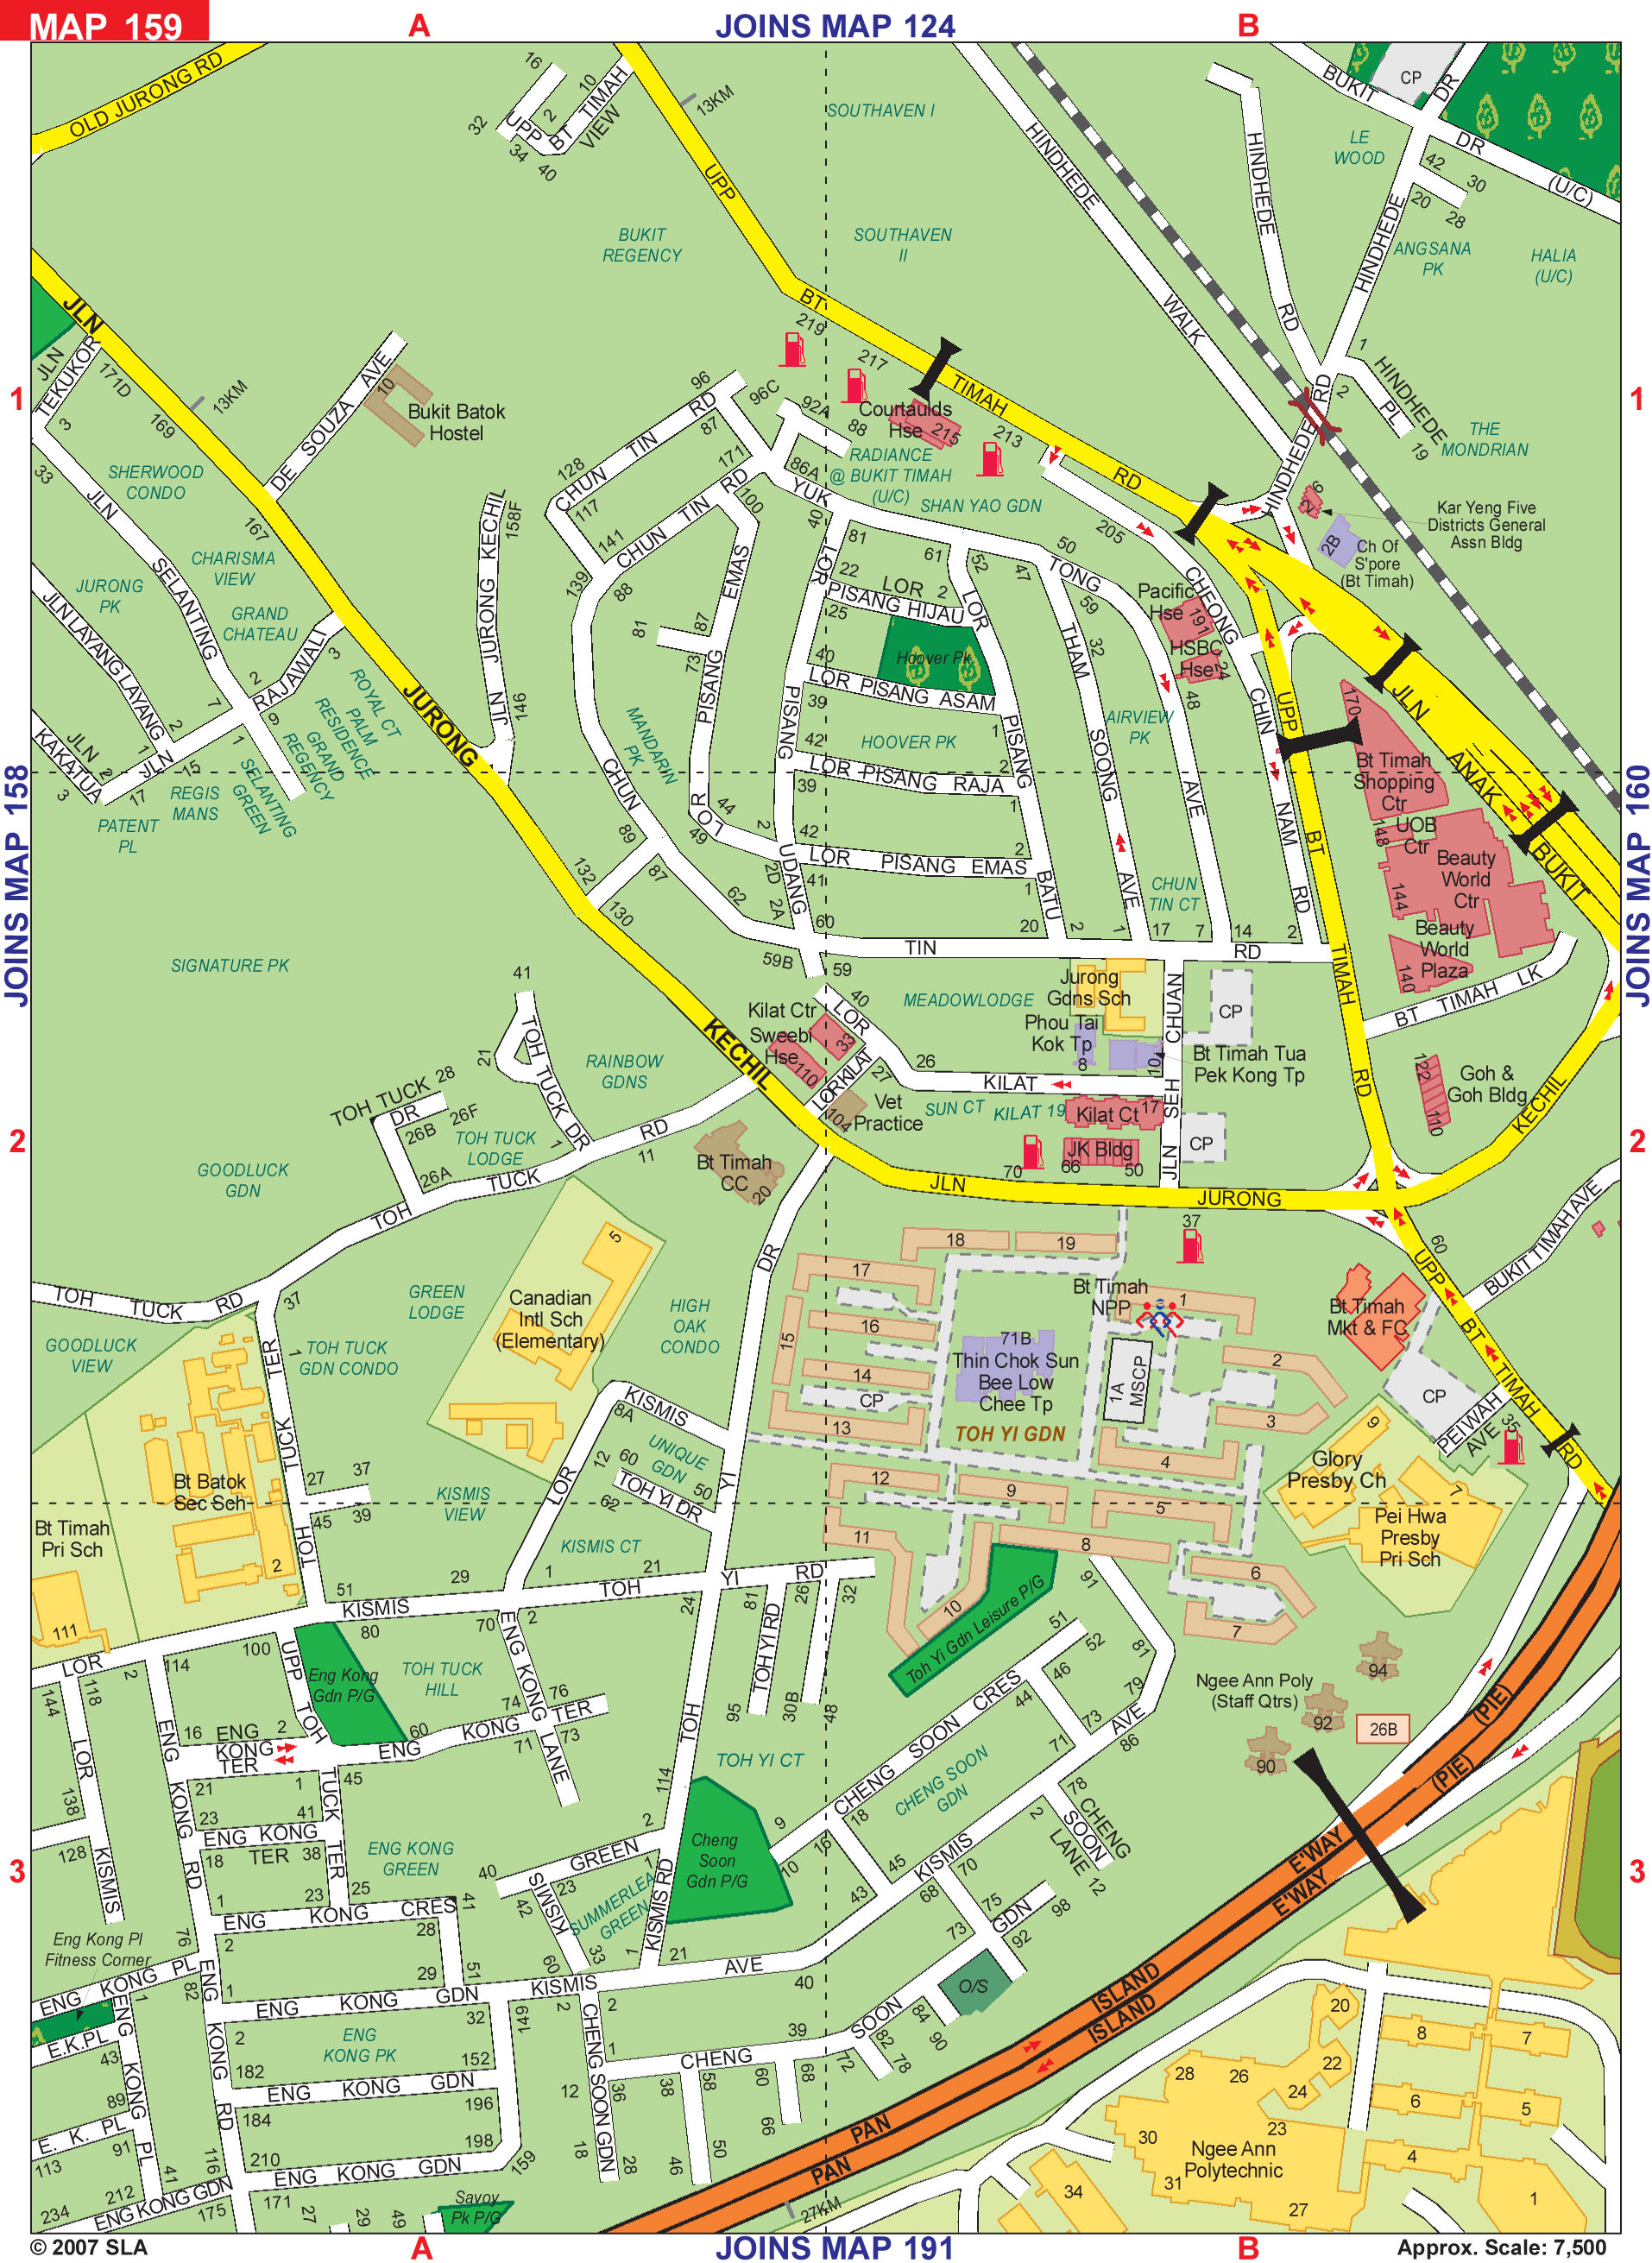 MAP 159
A
JOINS MAP 124
B
OLD JURONG RD
16
2
10
32
UPP BT TIMAH
VIEW
34
40
13KM
UPP
SOUTHAVEN I
HINDHEDE
WALK
HINDHEDE
RD
BUKIT
DR
CP
DR
(U/C)
LE
WOOD
42
30
20
28
HINDHEDE
ANGSANA
PK
HALIA
(U/C)
BUKIT
REGENCY
SOUTHAVEN
II
BT
219
217
TIMAH
JLN
JLN
TEKUKOR
171D
169
13KM
3
33
1
DE SOUZA AVE
10
Bukit Batok
Hostel
96
96C
92A
88
Courtaulds
Hse
215
213
RADIANCE
@ BUKIT TIMAH
(U/C)
SHAN YAO GDN
RD
HINDHEDE
RD
1
2
HINDHEDE
PL
19
THE
MONDRIAN
1
SHERWOOD
CONDO
167
JLN
SELANTING
CHARISMA
VIEW
JURONG
PK
GRAND
CHATEAU
JLN LAYANG LAYANG
RAJAWALI
2
3
7
9
1
2
1
JLN
15
17
JLN
KAKATUA
2
3
REGIS
MANS
PATENT
PL
SELANTING
GREEN
ROYAL CT
PALM
RESIDENCE
GRAND
REGENCY
JURONG
JURONG KECHIL
JLN
158F
146
CHUN TIN
RD
87
128
117
171
CHUN TIN RD
141
139
88
100
86A
YUK
40
81
61
52
47
50
TONG
59
AVE
205
CHEONG
CHIN
NAM
RD
6
2A
2B
Kar Yeng Five
Districts General
Assn Bldg
Ch Of
S'pore
(Bt Timah)
Pacific
Hse
191
HSBC
Hse
24
48
EMAS
PISANG
LOR
87
81
73
LOR
PISANG
UDANG
22
LOR
2
PISANG HIJAU
25
Hoover Pk
40
LOR PISANG ASAM
39
1
42
HOOVER PK
2
LOR PISANG RAJA
39
1
42
2
LOR PISANG EMAS
41
1
LOR
PISANG
BATU
THAM
SOONG
AVE
32
AIRVIEW
PK
MANDARIN
PK
CHUN
44
49
89
87
62
2
2D
2A
60
59B
59
TIN
RD
20
2
1
17
7
14
2
CHUN
TIN CT
132
130
UPP
BT
TIMAH
RD
JLN
ANAK
BUKIT
170
Bt Timah
Shopping
Ctr
148
UOB
Ctr
144
Beauty
World
Ctr
140
Beauty
World
Plaza
BT TIMAH LK
JOINS MAP 158
JOINS MAP 160
SIGNATURE PK
41
21
TOH TUCK DR
1
RAINBOW
GDNS
TOH TUCK
DR
28
26F
26B
26A
TOH TUCK
LODGE
2
GOODLUCK
GDN
TOH
TUCK
RD
11
KECHIL
Kilat Ctr
Sweebi
Hse
110
33
40
LOR
LOR KILAT
27
26
KILAT
104
Vet
Practice
MEADOWLODGE
Jurong
Gdns Sch
Phou Tai
Kok Tp
8
10
Bt Timah Tua
Pek Kong Tp
CP
CHUAN
SEH
JLN
SUN CT
KILAT 19
Kilat Ct
17
JK Bldg
70
66
50
CP
122
110
Goh &
Goh Bldg
KECHIL
2
JLN
JURONG
37
Bt Timah
CC
20
TOH
TUCK
RD
37
GOODLUCK
VIEW
TER
1
TUCK
27
37
45
39
TOH
TOH TUCK
GDN CONDO
GREEN
LODGE
5
Canadian
Intl Sch
(Elementary)
HIGH
OAK
CONDO
DR
YI
TOH
KISMIS
8A
12
60
UNIQUE
GDN
50
TOH YI DR
62
LOR
KISMIS
VIEW
KISMIS CT
18
19
17
16
15
14
CP
13
12
9
11
10
8
5
4
3
2
1
6
7
71B
Thin Chok Sun
Bee Low
Chee Tp
TOH YI GDN
Bt Timah
NPP
1A
MSCP
60
UPP
BT
TIMAH
RD
BUKIT TIMAH AVE
Bt Timah
Mkt & FC
CP
PEIWAH
AVE
35
9
Glory
Presby Ch
7
Pei Hwa
Presby
Pri Sch
Bt Batok
Sec Sch
2
Bt Timah
Pri Sch
111
51
29
1
21
KISMIS
TOH
YI
RD
LOR
100
80
70
2
24
81
26
32
TOH YI RD
95
30B
48
Toh Yi Gdn Leisure P/G
91
81
79
73
AVE
86
71
51
52
46
44
CHENG SOON CRES
9
10
16
18
CHENG SOON
GDN
Ngee Ann Poly
(Staff Qtrs)
94
92
90
26B
(PIE)
(PIE)
144
118
114
2
LOR
KISMIS
138
128
ENG
KONG
RD
UPP
TOH
TUCK
TER
Eng Kong
Gdn P/G
TOH TUCK
HILL
16
ENG
KONG
TER
2
21
1
60
45
ENG
KONG
TER
74
76
71
73
ENG KONG
LANE
TOH YI CT
114
Cheng
Soon
Gdn P/G
23
41
ENG KONG
TER
18
38
23
25
ENG KONG
GREEN
1
41
ENG
KONG
CRES
2
28
29
51
3
40
GREEN
23
2
1
KISMIS
42
60
33
SUMMERLEA
GREEN
KISMIS RD
1
21
KISMIS
AVE
40
43
45
KISMIS
68
70
75
73
GDN
92
98
78
CHENG
SOON
LANE
2
12
E'WAY
E'WAY
ISLAND
ISLAND
PAN
PAN
3
Eng Kong Pl
Fitness Corner
ENG KONG PL
1
E.K.PL
43
89
E. K. PL
91
113
ENG
KONG
PL
76
82
ENG
KONG
RD
1
ENG
KONG
GDN
2
32
ENG
KONG PK
149
182
152
ENG
KONG
GDN
184
196
210
198
ENG
KONG
GDN
159
116
41
212
234
ENG KONG GDN
175
171
27
29
49
Savoy
Pk P/G
2
2
1
CHENG SOON GDN
12
18
28
36
38
58
60
68
66
46
50
CHENG
39
SOON
72
82
78
84
90
O/S
27KM
20
8
7
28
26
22
24
6
5
23
30
31
27
34
4
1
Ngee Ann
Polytechnic
© 2007 SLA
A
JOINS MAP 191
B
Approx. Scale: 7,500